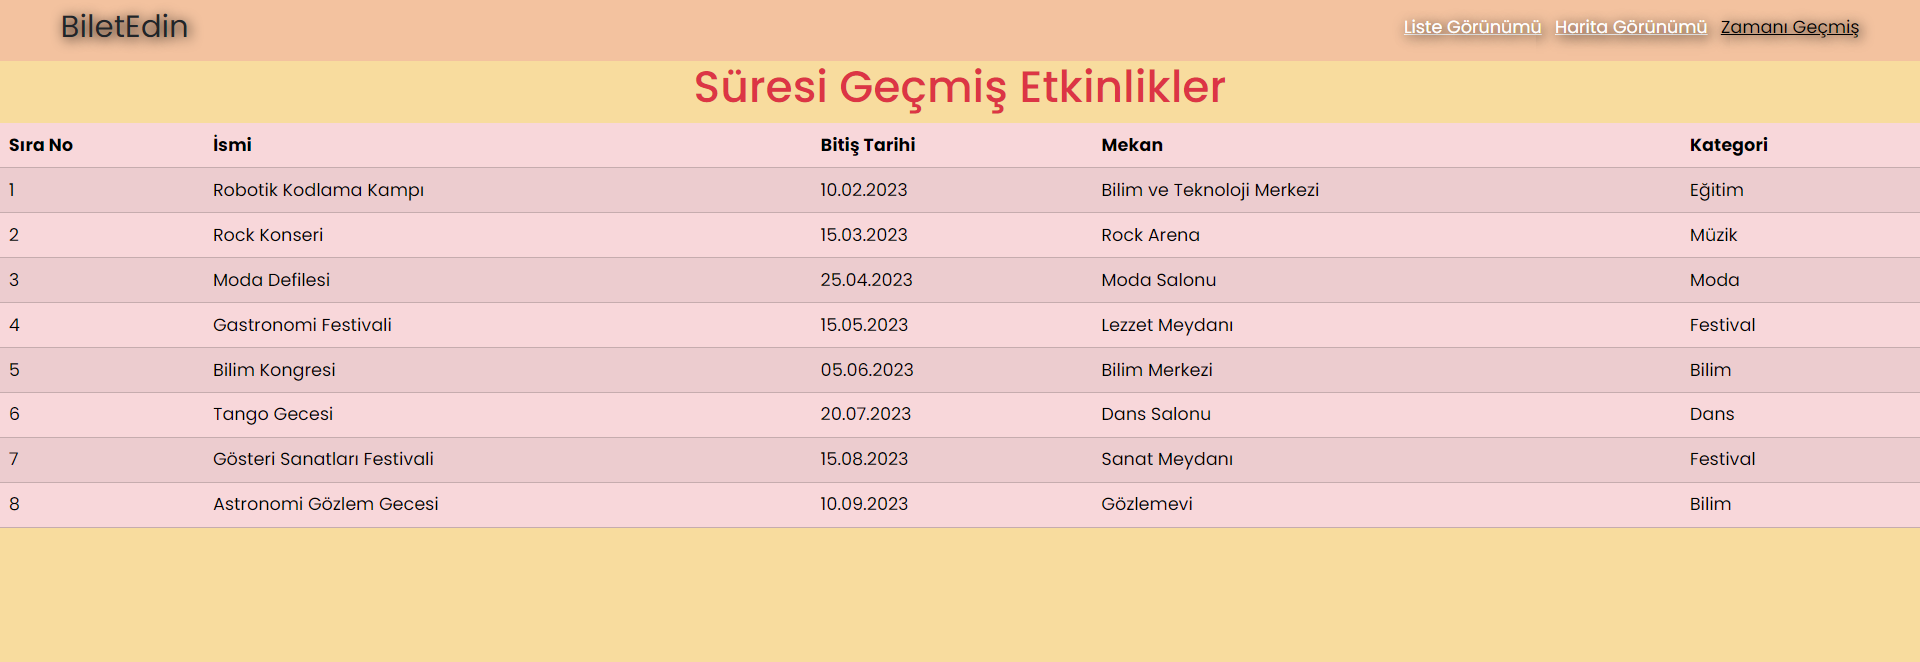 BiletEdin Liste Görünümü Harita Görünümü Zamanı Geçmiş
Süresi Geçmiş Etkinlikler
Sıra No İsmi Bitiş Tarihi Mekan Kategori
1 Robotik Kodlama Kampı 10.02.2023 Bilim ve Teknoloji Merkezi Eğitim
2 Rock Konseri 15.03.2023 Rock Arena Müzik
3 Moda Defilesi 25.04.2023 Moda Salonu Moda
4 Gastronomi Festivali 15.05.2023 Lezzet Meydanı Festival
5 Bilim Kongresi 05.06.2023 Bilim Merkezi Bilim
6 Tango Gecesi 20.07.2023 Dans Salonu Dans
7 Gösteri Sanatları Festivali 15.08.2023 Sanat Meydanı Festival
8 Astronomi Gözlem Gecesi 10.09.2023 Gözlemevi Bilim